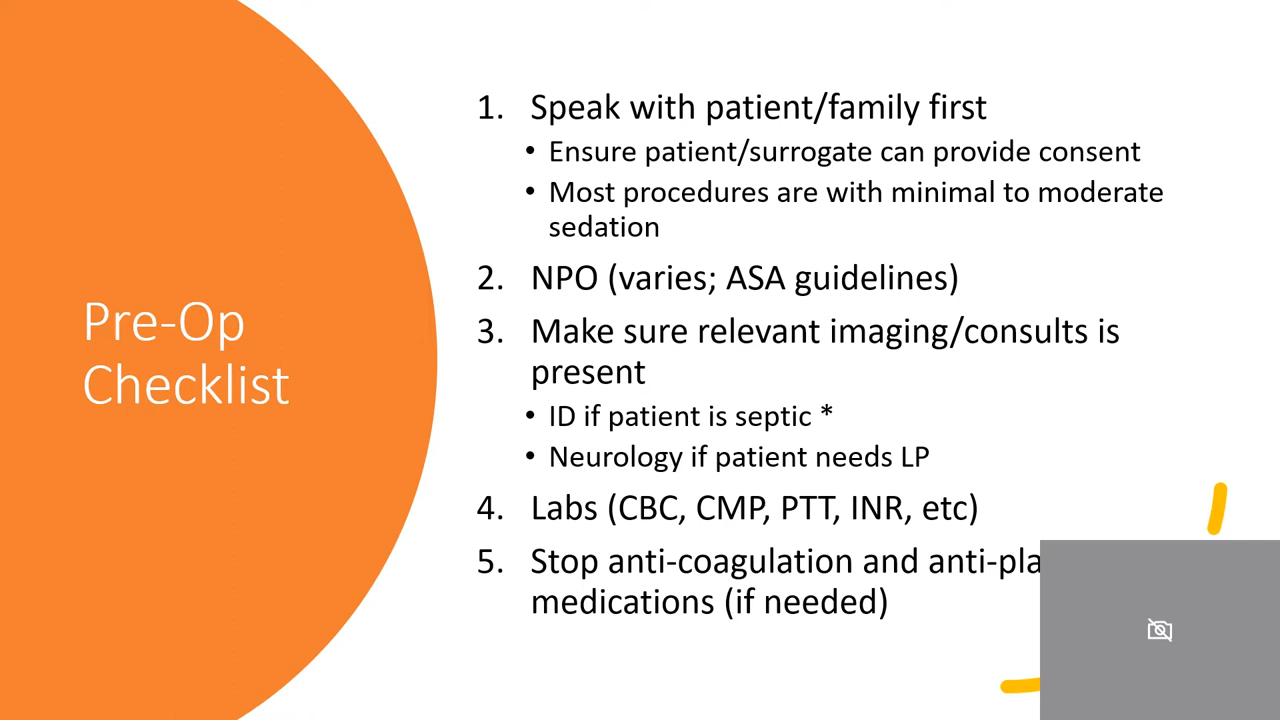 Pre-Op
Checklist
1. Speak with patient/family first
• Ensure patient/surrogate can provide consent
• Most procedures are with minimal to moderate
sedation
2. NPO (varies; ASA guidelines)
3. Make sure relevant imaging/consults is
present
• ID if patient is septic *
• Neurology if patient needs LP
4. Labs (CBC, CMP, PTT, INR, etc)
5. Stop anti-coagulation and
medications (if needed)